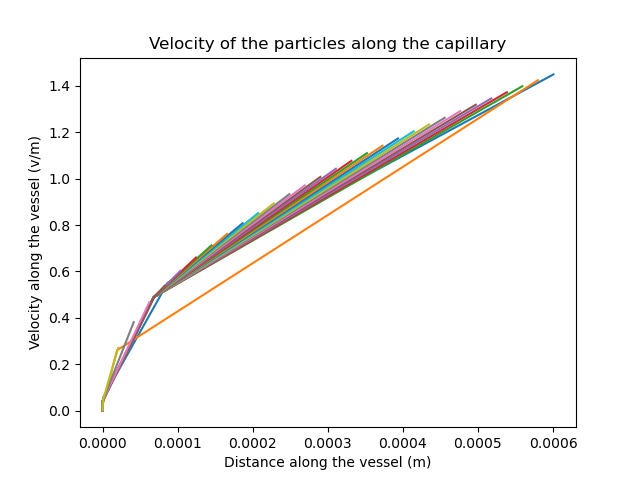 Velocity of the particles along the capillary
Velocity along the vessel (v/m)
1.4
1.2
1.0
0.8
0.6
0.4
0.2
0.0
0.0000 0.0001 0.0002 0.0003 0.0004 0.0005 0.0006
Distance along the vessel (m)